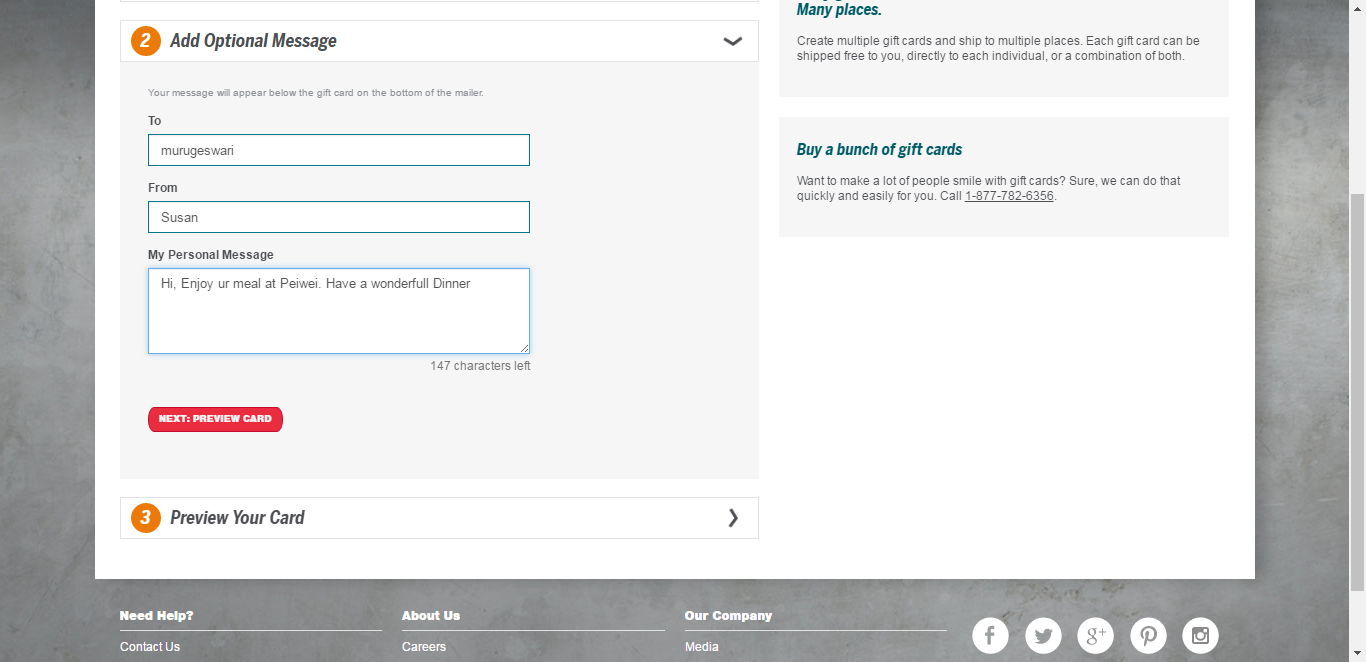 2 Add Optional Message
Your message will appear below the gift card on the bottom of the mailer.
To
murugeswari
From
Susan
My Personal Message
Hi, Enjoy ur meal at Peiwei. Have a wonderfull Dinner
147 characters left
NEXT: PREVIEW CARD
3 Preview Your Card
Many places.
Create multiple gift cards and ship to multiple places. Each gift card can be
shipped free to you, directly to each individual, or a combination of both.
Buy a bunch of gift cards
Want to make a lot of people smile with gift cards? Sure, we can do that
quickly and easily for you. Call 1-877-782-6356.
Need Help?
Contact Us
About Us
Careers
Our Company
Media